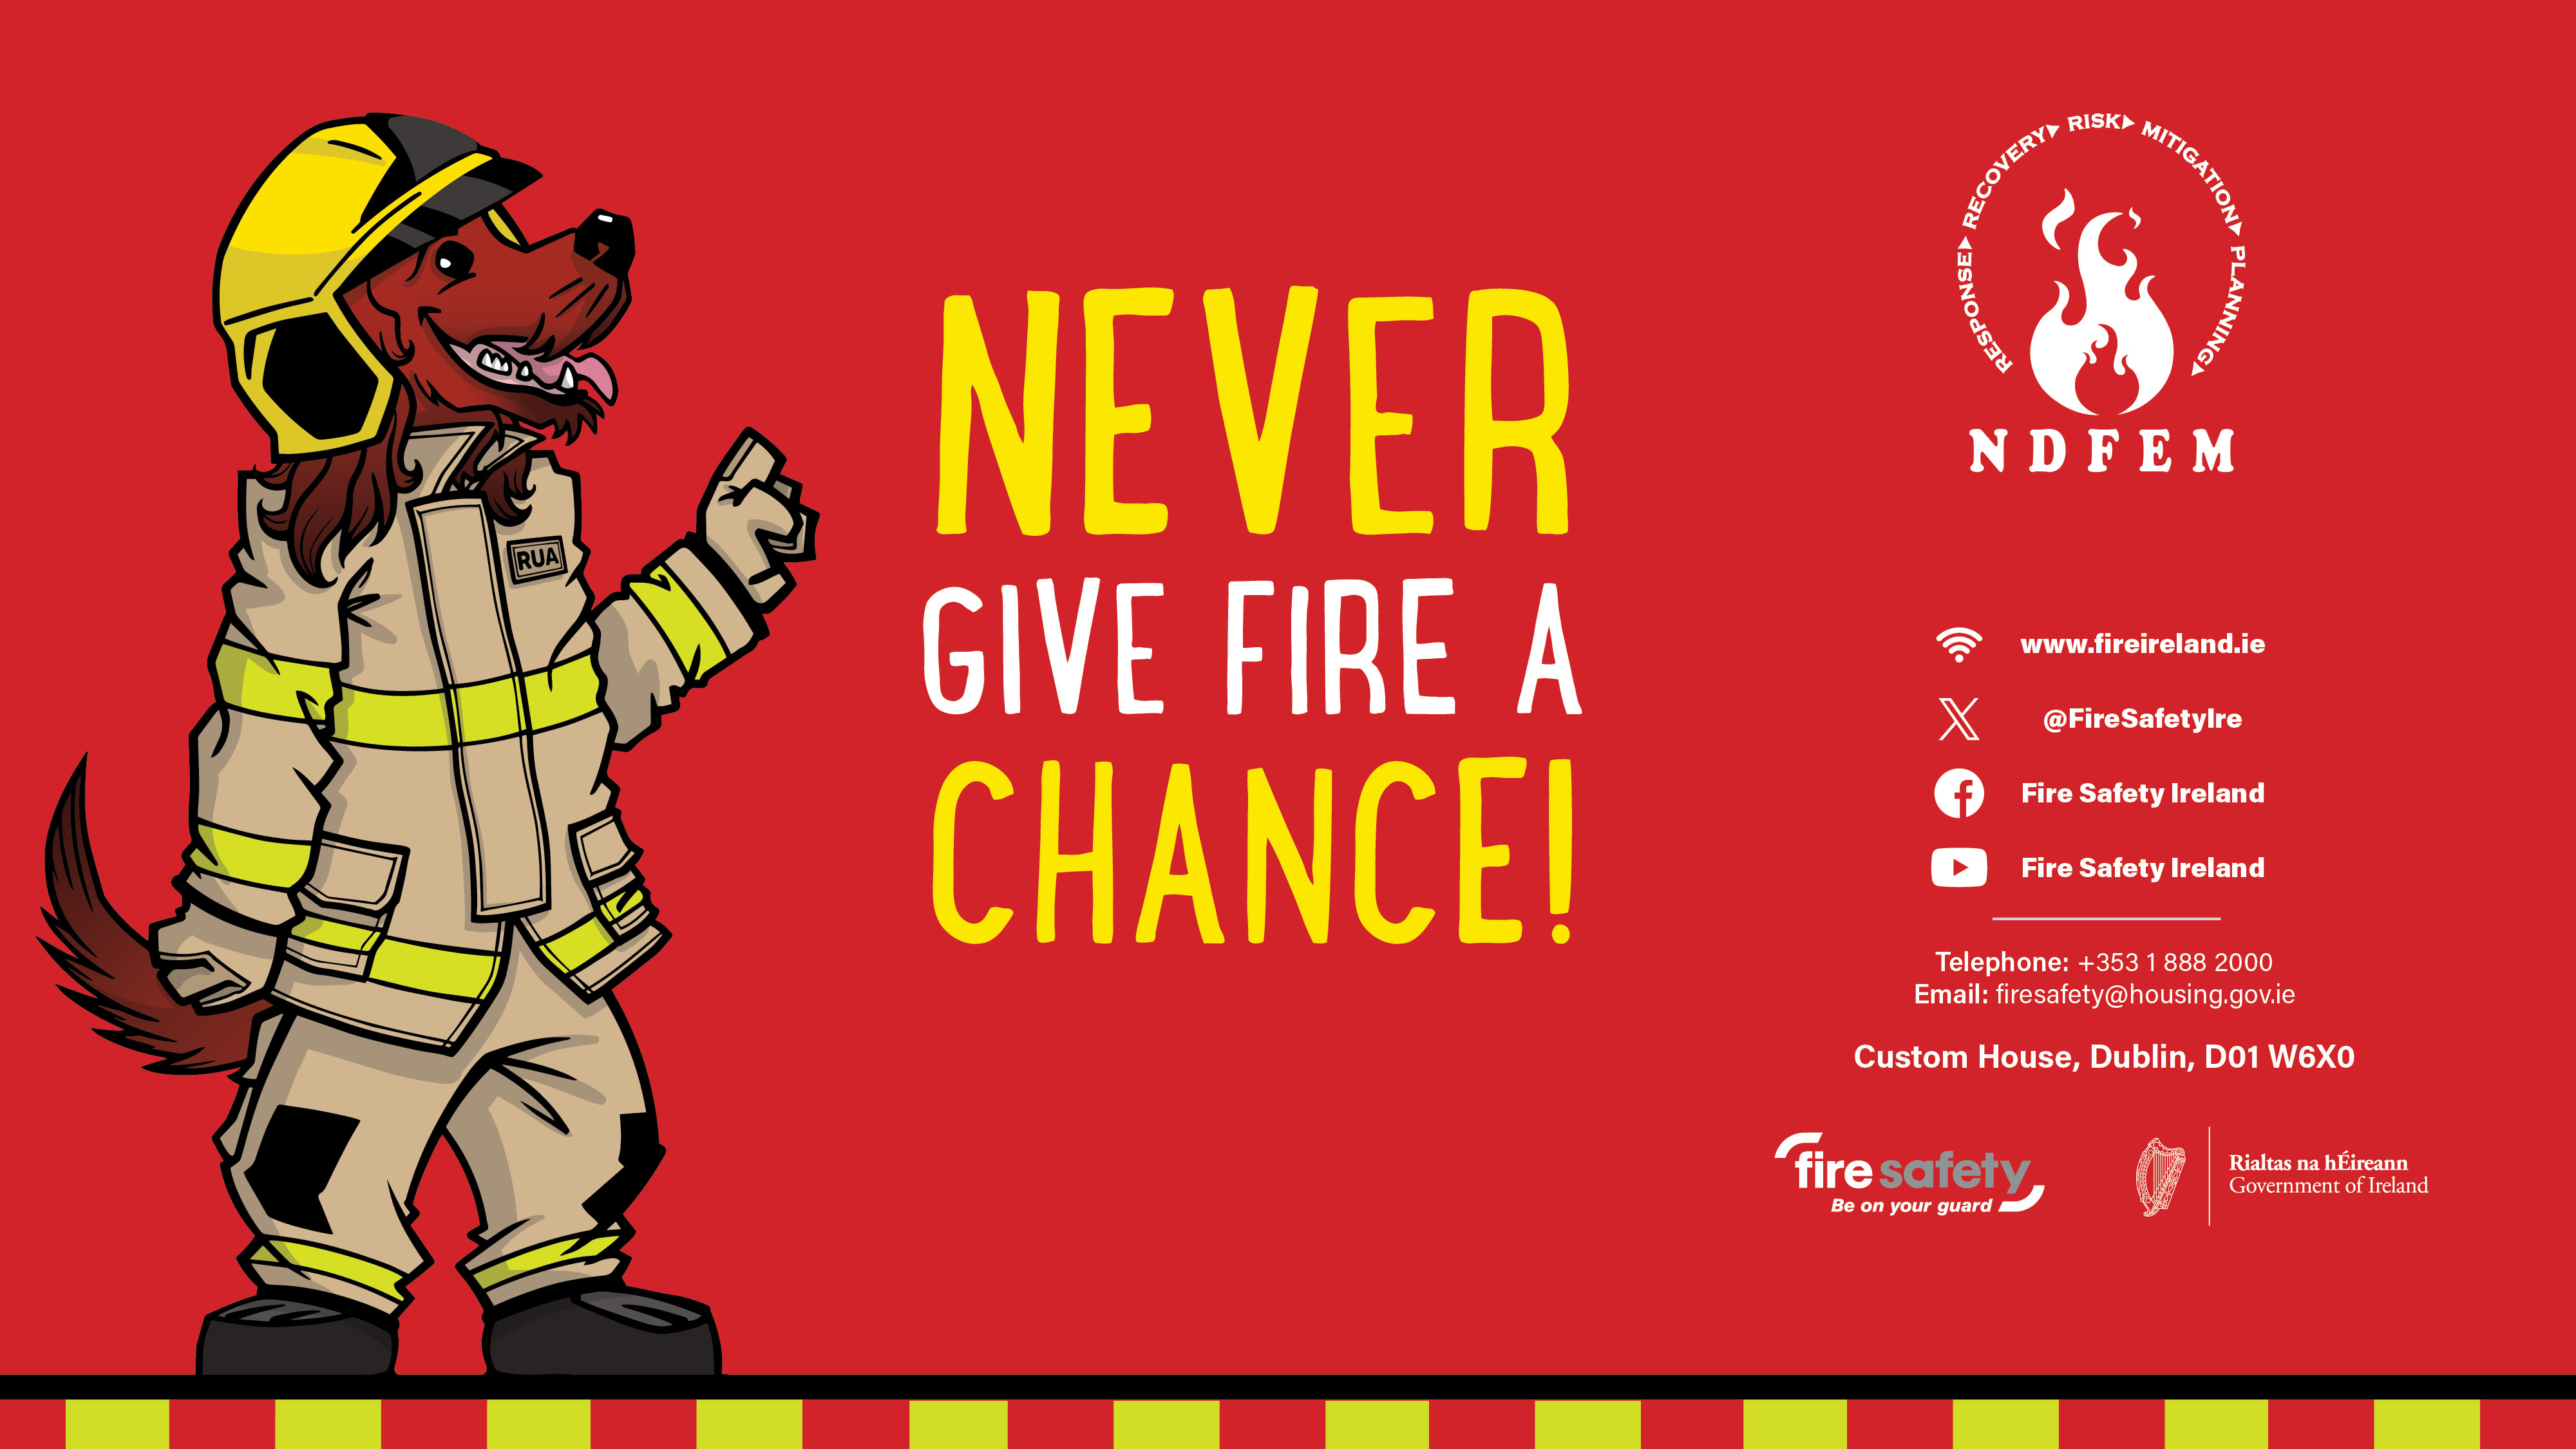 RUA
NEVER
GIVE FIRE A
CHANCE!
RESPONSE▶ RECOVERY▶ RISK▶ MITIGATION▶ PLANNING▶
NDFEM
www.fireireland.ie
@FireSafetyIre
Fire Safety Ireland
Fire Safety Ireland
Telephone: +353 1 888 2000
Email: firesafety@housing.gov.ie
Custom House, Dublin, D01 W6X0
fire safety
Be on your guard
Rialtas na hÉireann
Government of Ireland